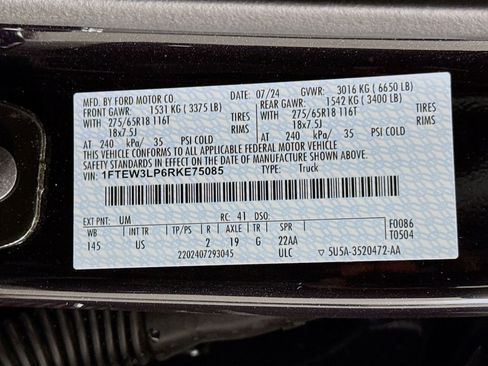 MFD. BY FORD MOTOR CO. DATE: 07/24 GVWR: 3016 KG (6650 LB)
FRONT GAWR: 1531 KG (3375 LB) REAR GAWR: 1542 KG (3400 LB)
WITH 275/65R18 116T TIRES WITH 275/65R18 116T TIRES
18x7.5J RIMS 18x7.5J RIMS
AT 240 kPa/ 35 PSI COLD AT 240 kPa/ 35 PSI COLD
THIS VEHICLE CONFORMS TO ALL APPLICABLE FEDERAL MOTOR VEHICLE
SAFETY STANDARDS IN EFFECT ON THE DATE OF MANUFACTURE SHOWN ABOVE.
VIN: 1FTEW3LP6RKE75085 TYPE: Truck
EXT PNT: UM RC: 41 DSO: F0086
WB INT TR TP/PS R AXLE TR SPR T0504
145 US 2 19 G 22AA
2202407293045 ULC ▽ 5U5A-3520472-AA